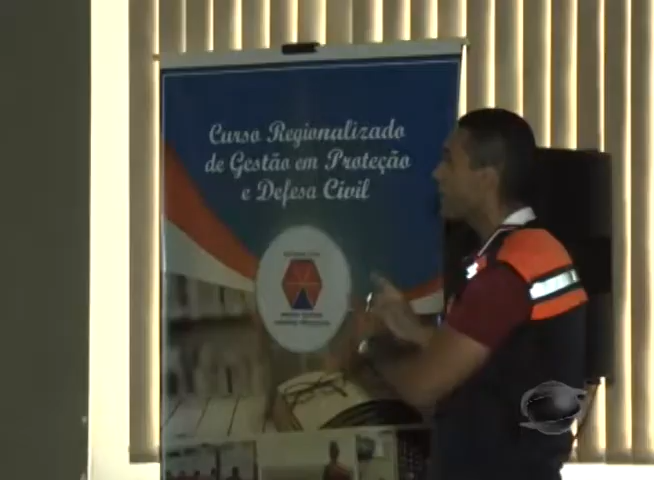 Curso Regionalizado
de Gestão em Proteção
e Defesa Civil